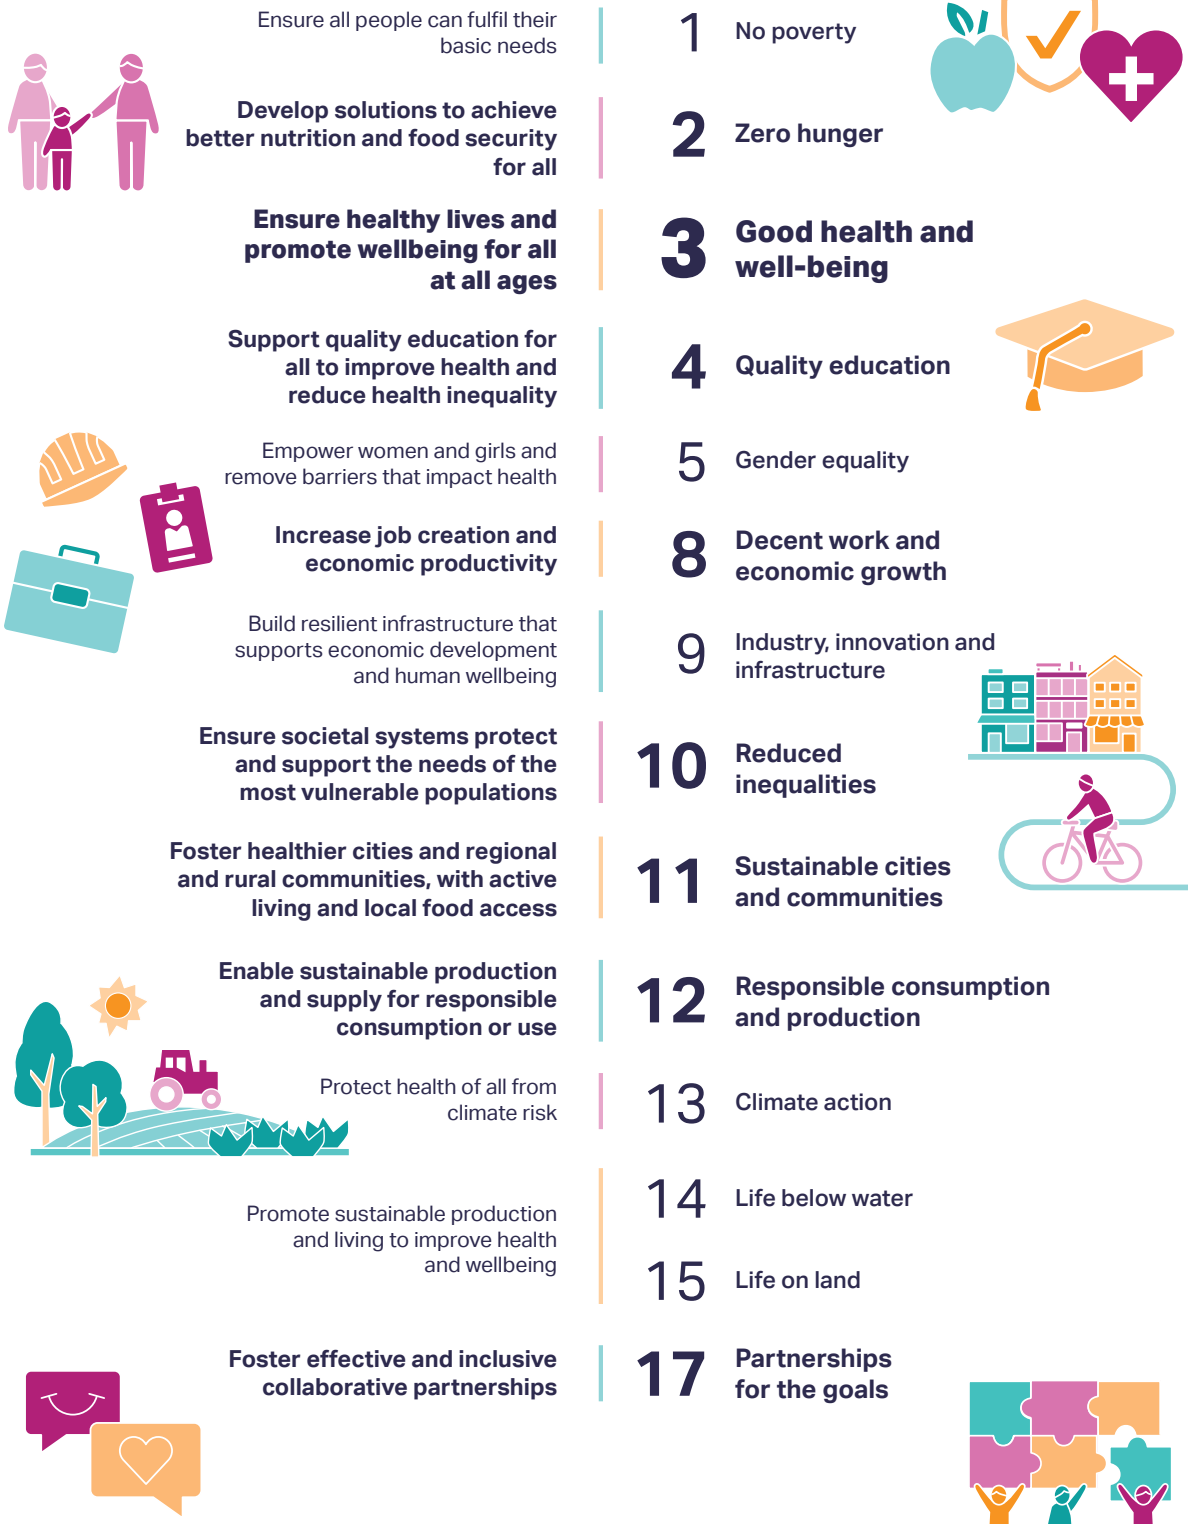 Ensure all people can fulfil their
basic needs
1
No poverty
Develop solutions to achieve
better nutrition and food security
for all
2
Zero hunger
Ensure healthy lives and
promote wellbeing for all
at all ages
3
Good health and
well-being
Support quality education for
all to improve health and
reduce health inequality
4
Quality education
Empower women and girls and
remove barriers that impact health
5
Gender equality
Increase job creation and
economic productivity
8
Decent work and
economic growth
Build resilient infrastructure that
supports economic development
and human wellbeing
9
Industry, innovation and
infrastructure
Ensure societal systems protect
and support the needs of the
most vulnerable populations
10
Reduced
inequalities
Foster healthier cities and regional
and rural communities, with active
living and local food access
11
Sustainable cities
and communities
Enable sustainable production
and supply for responsible
consumption or use
12
Responsible consumption
and production
Protect health of all from
climate risk
13
Climate action
Promote sustainable production
and living to improve health
and wellbeing
14
Life below water
15
Life on land
Foster effective and inclusive
collaborative partnerships
17
Partnerships
for the goals